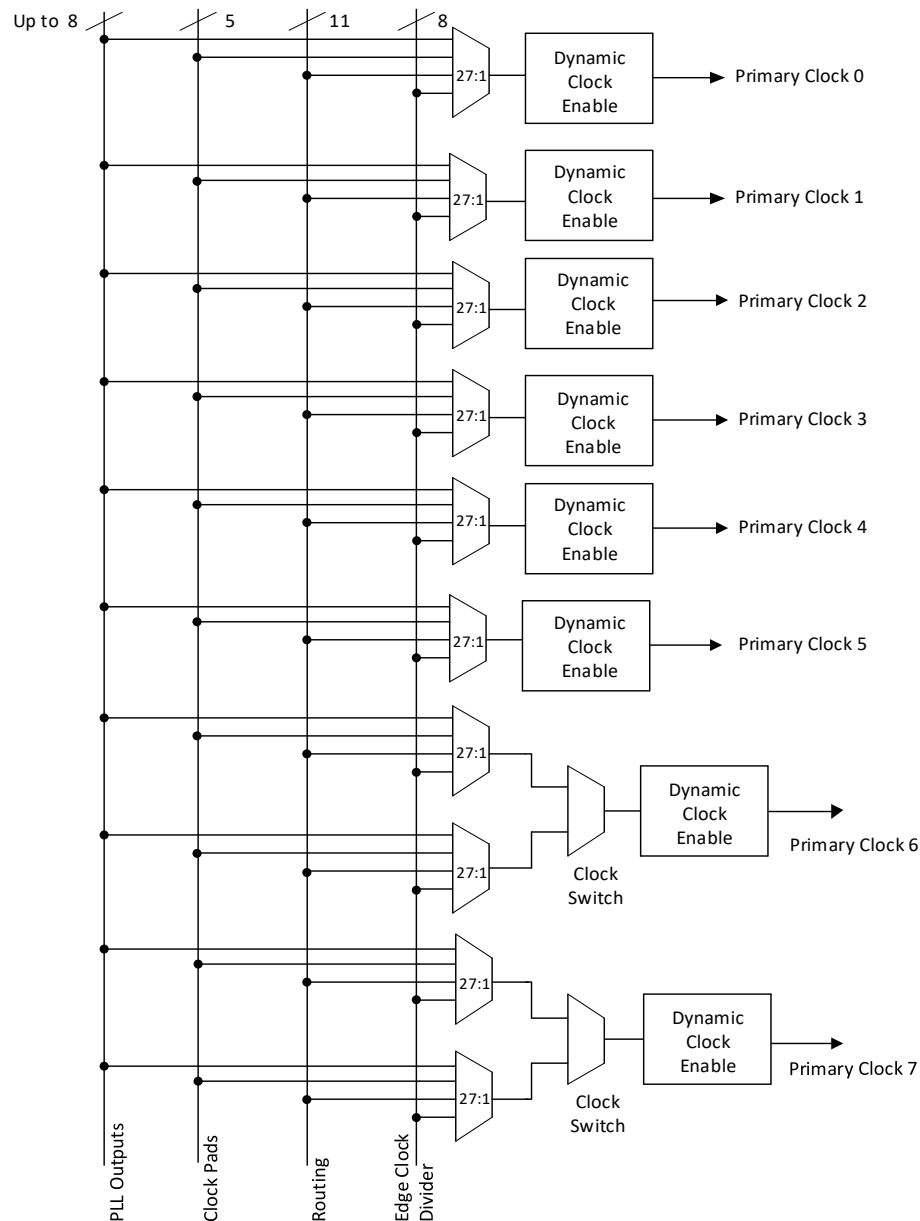 Up to 8
5
11
8
27:1
Dynamic
Clock
Enable
Primary Clock 0
27:1
Dynamic
Clock
Enable
Primary Clock 1
27:1
Dynamic
Clock
Enable
Primary Clock 2
27:1
Dynamic
Clock
Enable
Primary Clock 3
27:1
Dynamic
Clock
Enable
Primary Clock 4
27:1
Dynamic
Clock
Enable
Primary Clock 5
27:1
27:1
Clock
Switch
Dynamic
Clock
Enable
Primary Clock 6
27:1
27:1
Clock
Switch
Dynamic
Clock
Enable
Primary Clock 7
PLL Outputs
Clock Pads
Routing
Edge Clock
Divider